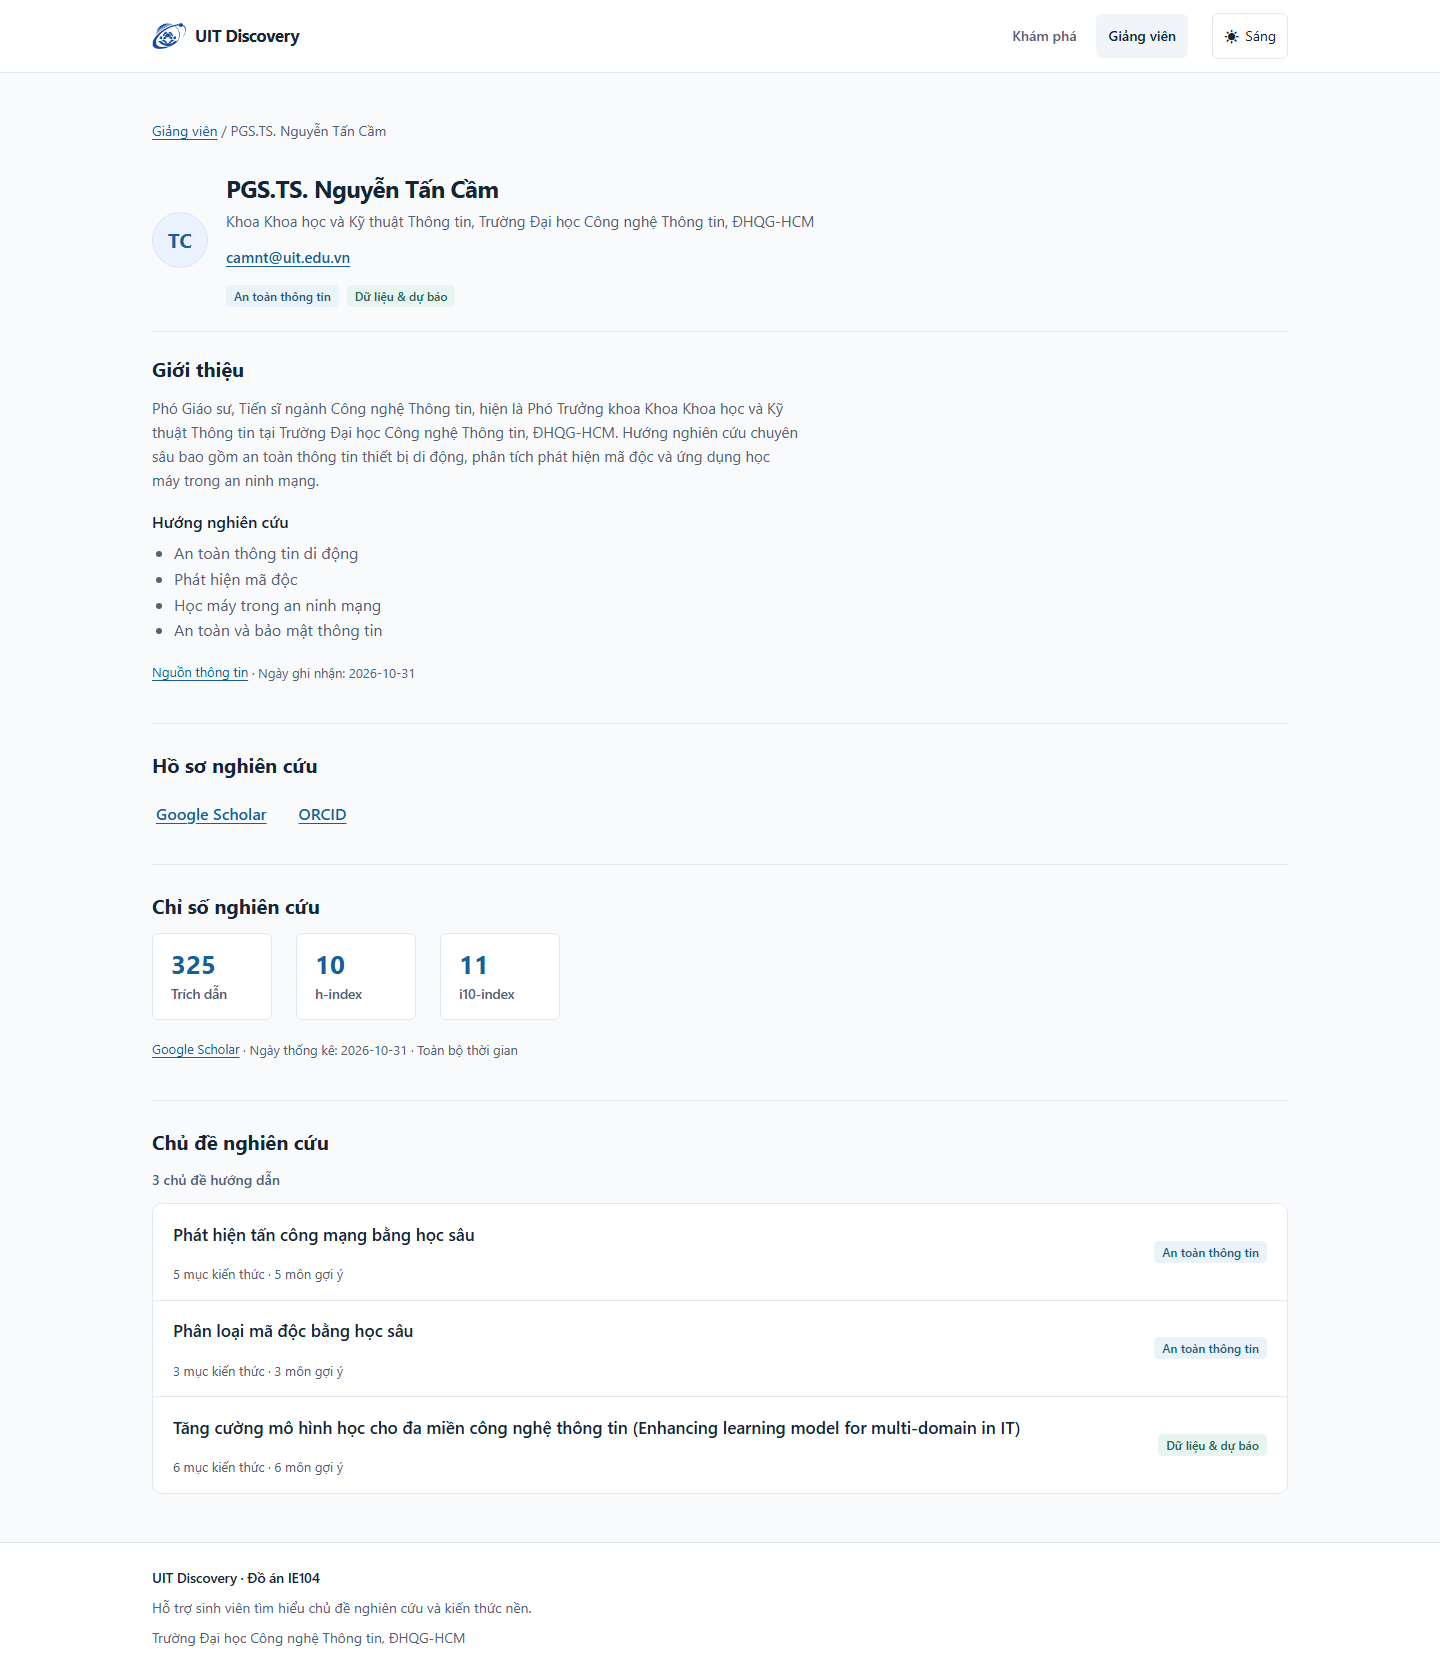 UIT Discovery
Khám phá
Giảng viên
Sáng
Giảng viên / PGS.TS. Nguyễn Tấn Cầm
TC
PGS.TS. Nguyễn Tấn Cầm
Khoa Khoa học và Kỹ thuật Thông tin, Trường Đại học Công nghệ Thông tin, ĐHQG-HCM
camnt@uit.edu.vn
An toàn thông tin
Dữ liệu & dự báo
Giới thiệu
Phó Giáo sư, Tiến sĩ ngành Công nghệ Thông tin, hiện là Phó Trưởng khoa Khoa Khoa học và Kỹ
thuật Thông tin tại Trường Đại học Công nghệ Thông tin, ĐHQG-HCM. Hướng nghiên cứu chuyên
sâu bao gồm an toàn thông tin thiết bị di động, phân tích phát hiện mã độc và ứng dụng học
máy trong an ninh mạng.
Hướng nghiên cứu
• An toàn thông tin di động
• Phát hiện mã độc
• Học máy trong an ninh mạng
• An toàn và bảo mật thông tin
Nguồn thông tin · Ngày ghi nhận: 2026-10-31
Hồ sơ nghiên cứu
Google Scholar
ORCID
Chỉ số nghiên cứu
325
Trích dẫn
10
h-index
11
i10-index
Google Scholar · Ngày thống kê: 2026-10-31 · Toàn bộ thời gian
Chủ đề nghiên cứu
3 chủ đề hướng dẫn
Phát hiện tấn công mạng bằng học sâu
5 mục kiến thức · 5 môn gợi ý
An toàn thông tin
Phân loại mã độc bằng học sâu
3 mục kiến thức · 3 môn gợi ý
An toàn thông tin
Tăng cường mô hình học cho đa miền công nghệ thông tin (Enhancing learning model for multi-domain in IT)
6 mục kiến thức · 6 môn gợi ý
Dữ liệu & dự báo
UIT Discovery · Đồ án IE104
Hỗ trợ sinh viên tìm hiểu chủ đề nghiên cứu và kiến thức nền.
Trường Đại học Công nghệ Thông tin, ĐHQG-HCM